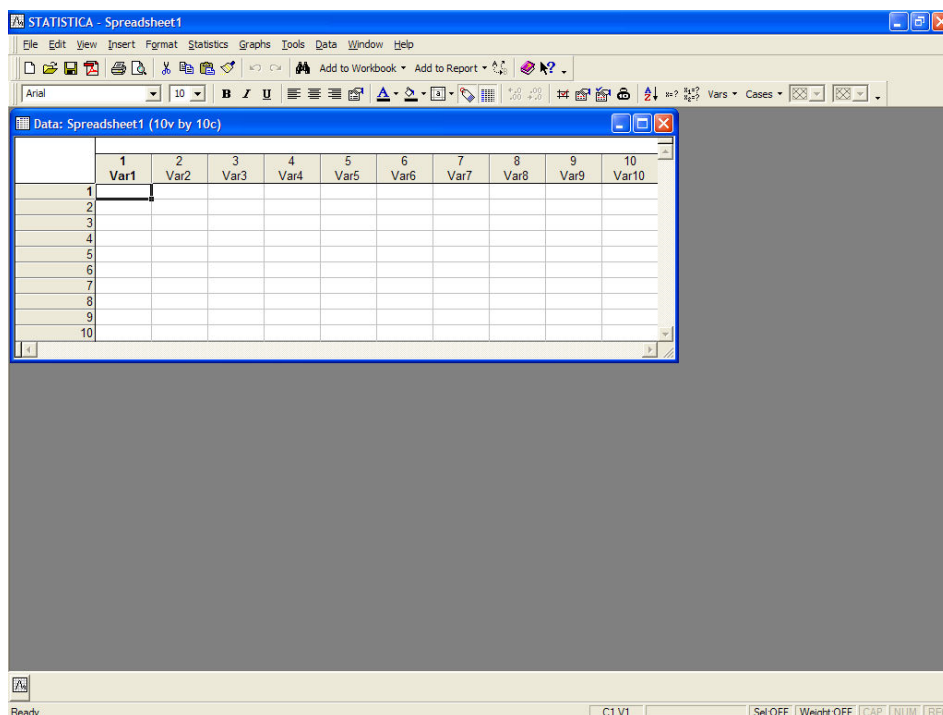 STATISTICA - Spreadsheet1
File Edit View Insert Format Statistics Graphs Tools Data Window Help
Add to Workbook Add to Report
Arial 10 B I U Vars Cases
Data: Spreadsheet1 (10v by 10c)
1 2 3 4 5 6 7 8 9 10
Var1 Var2 Var3 Var4 Var5 Var6 Var7 Var8 Var9 Var10
1
2
3
4
5
6
7
8
9
10
Ready C1,V1 Sel:OFF Weight:OFF CAP NUM